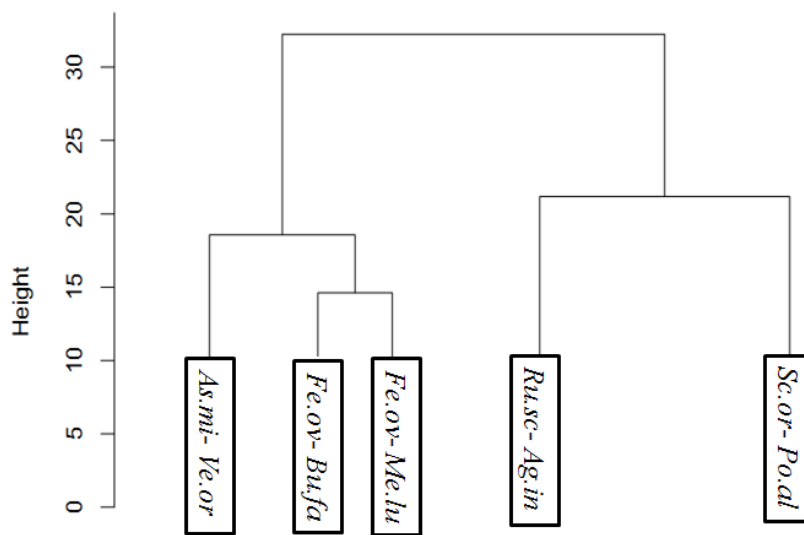 30
25
20
15
10
5
0
Height
As.mi- Ve.or
Fe.ov- Bu.fa
Fe.ov- Me.lu
Ru.sc- Ag.in
Sc.or- Po.al